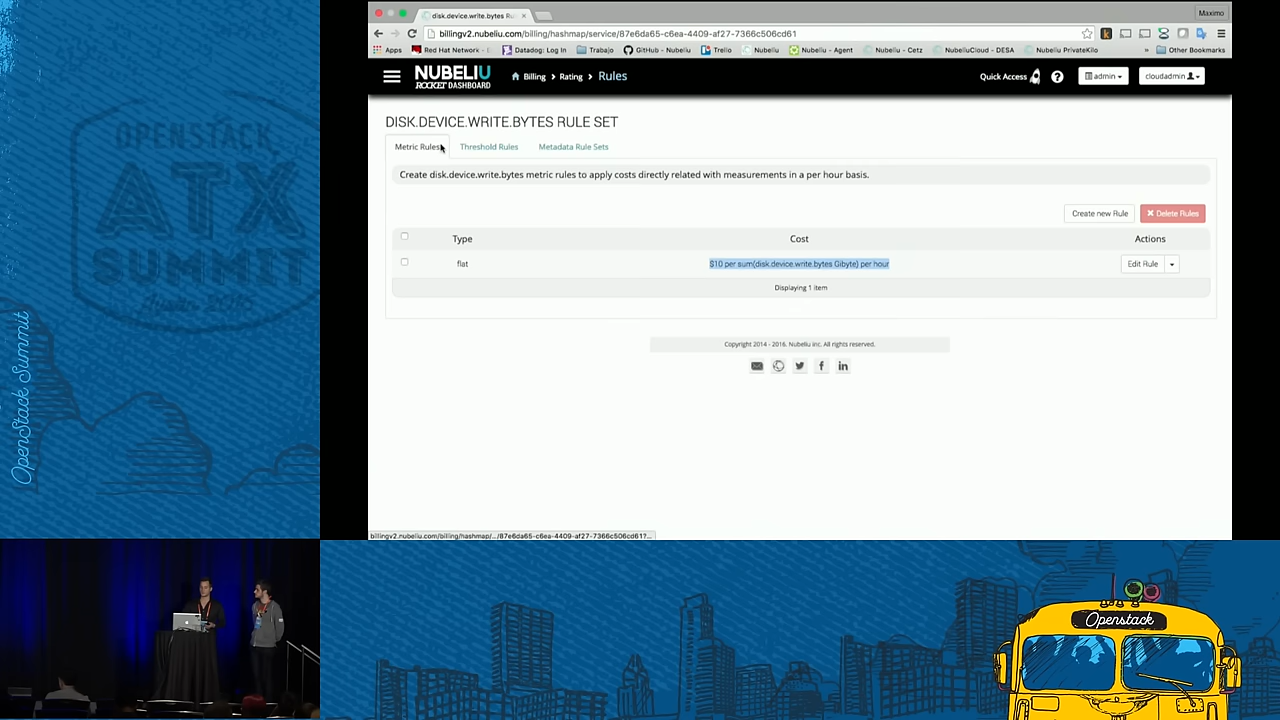 disk.device.write.bytes Ru
Maximo
billingv2.nubeliu.com/billing/hashmap/service/87e6da65-c6ea-4409-af27-7366c506cd61
Apps
Red Hat Network -
Datadog: Log In
Trabajo
GitHub - Nubeliu
Trello
Nubeliu
Nubeliu - Agent
Nubeliu - Cetz
NubeliuCloud - DESA
Nubeliu PrivateKilo
»
Other Bookmarks
NUBELIU
ROCKET DASHBOARD
Billing > Rating > Rules
Quick Access
admin
cloudadmin
DISK.DEVICE.WRITE.BYTES RULE SET
Metric Rules
Threshold Rules
Metadata Rule Sets
Create disk.device.write.bytes metric rules to apply costs directly related with measurements in a per hour basis.
Create new Rule
Delete Rules
Type
Cost
Actions
flat
$10 per sum(disk.device.write.bytes Gibyte) per hour
Edit Rule
Displaying 1 item
Copyright 2014 - 2016. Nubeliu inc. All rights reserved.
billingv2.nubeliu.com/billing/hashmap/.../87e6da65-c6ea-4409-af27-7366c506cd61?...
OPENSTACK
ATX
SUMMIT
OpenStack Summit
Openstack